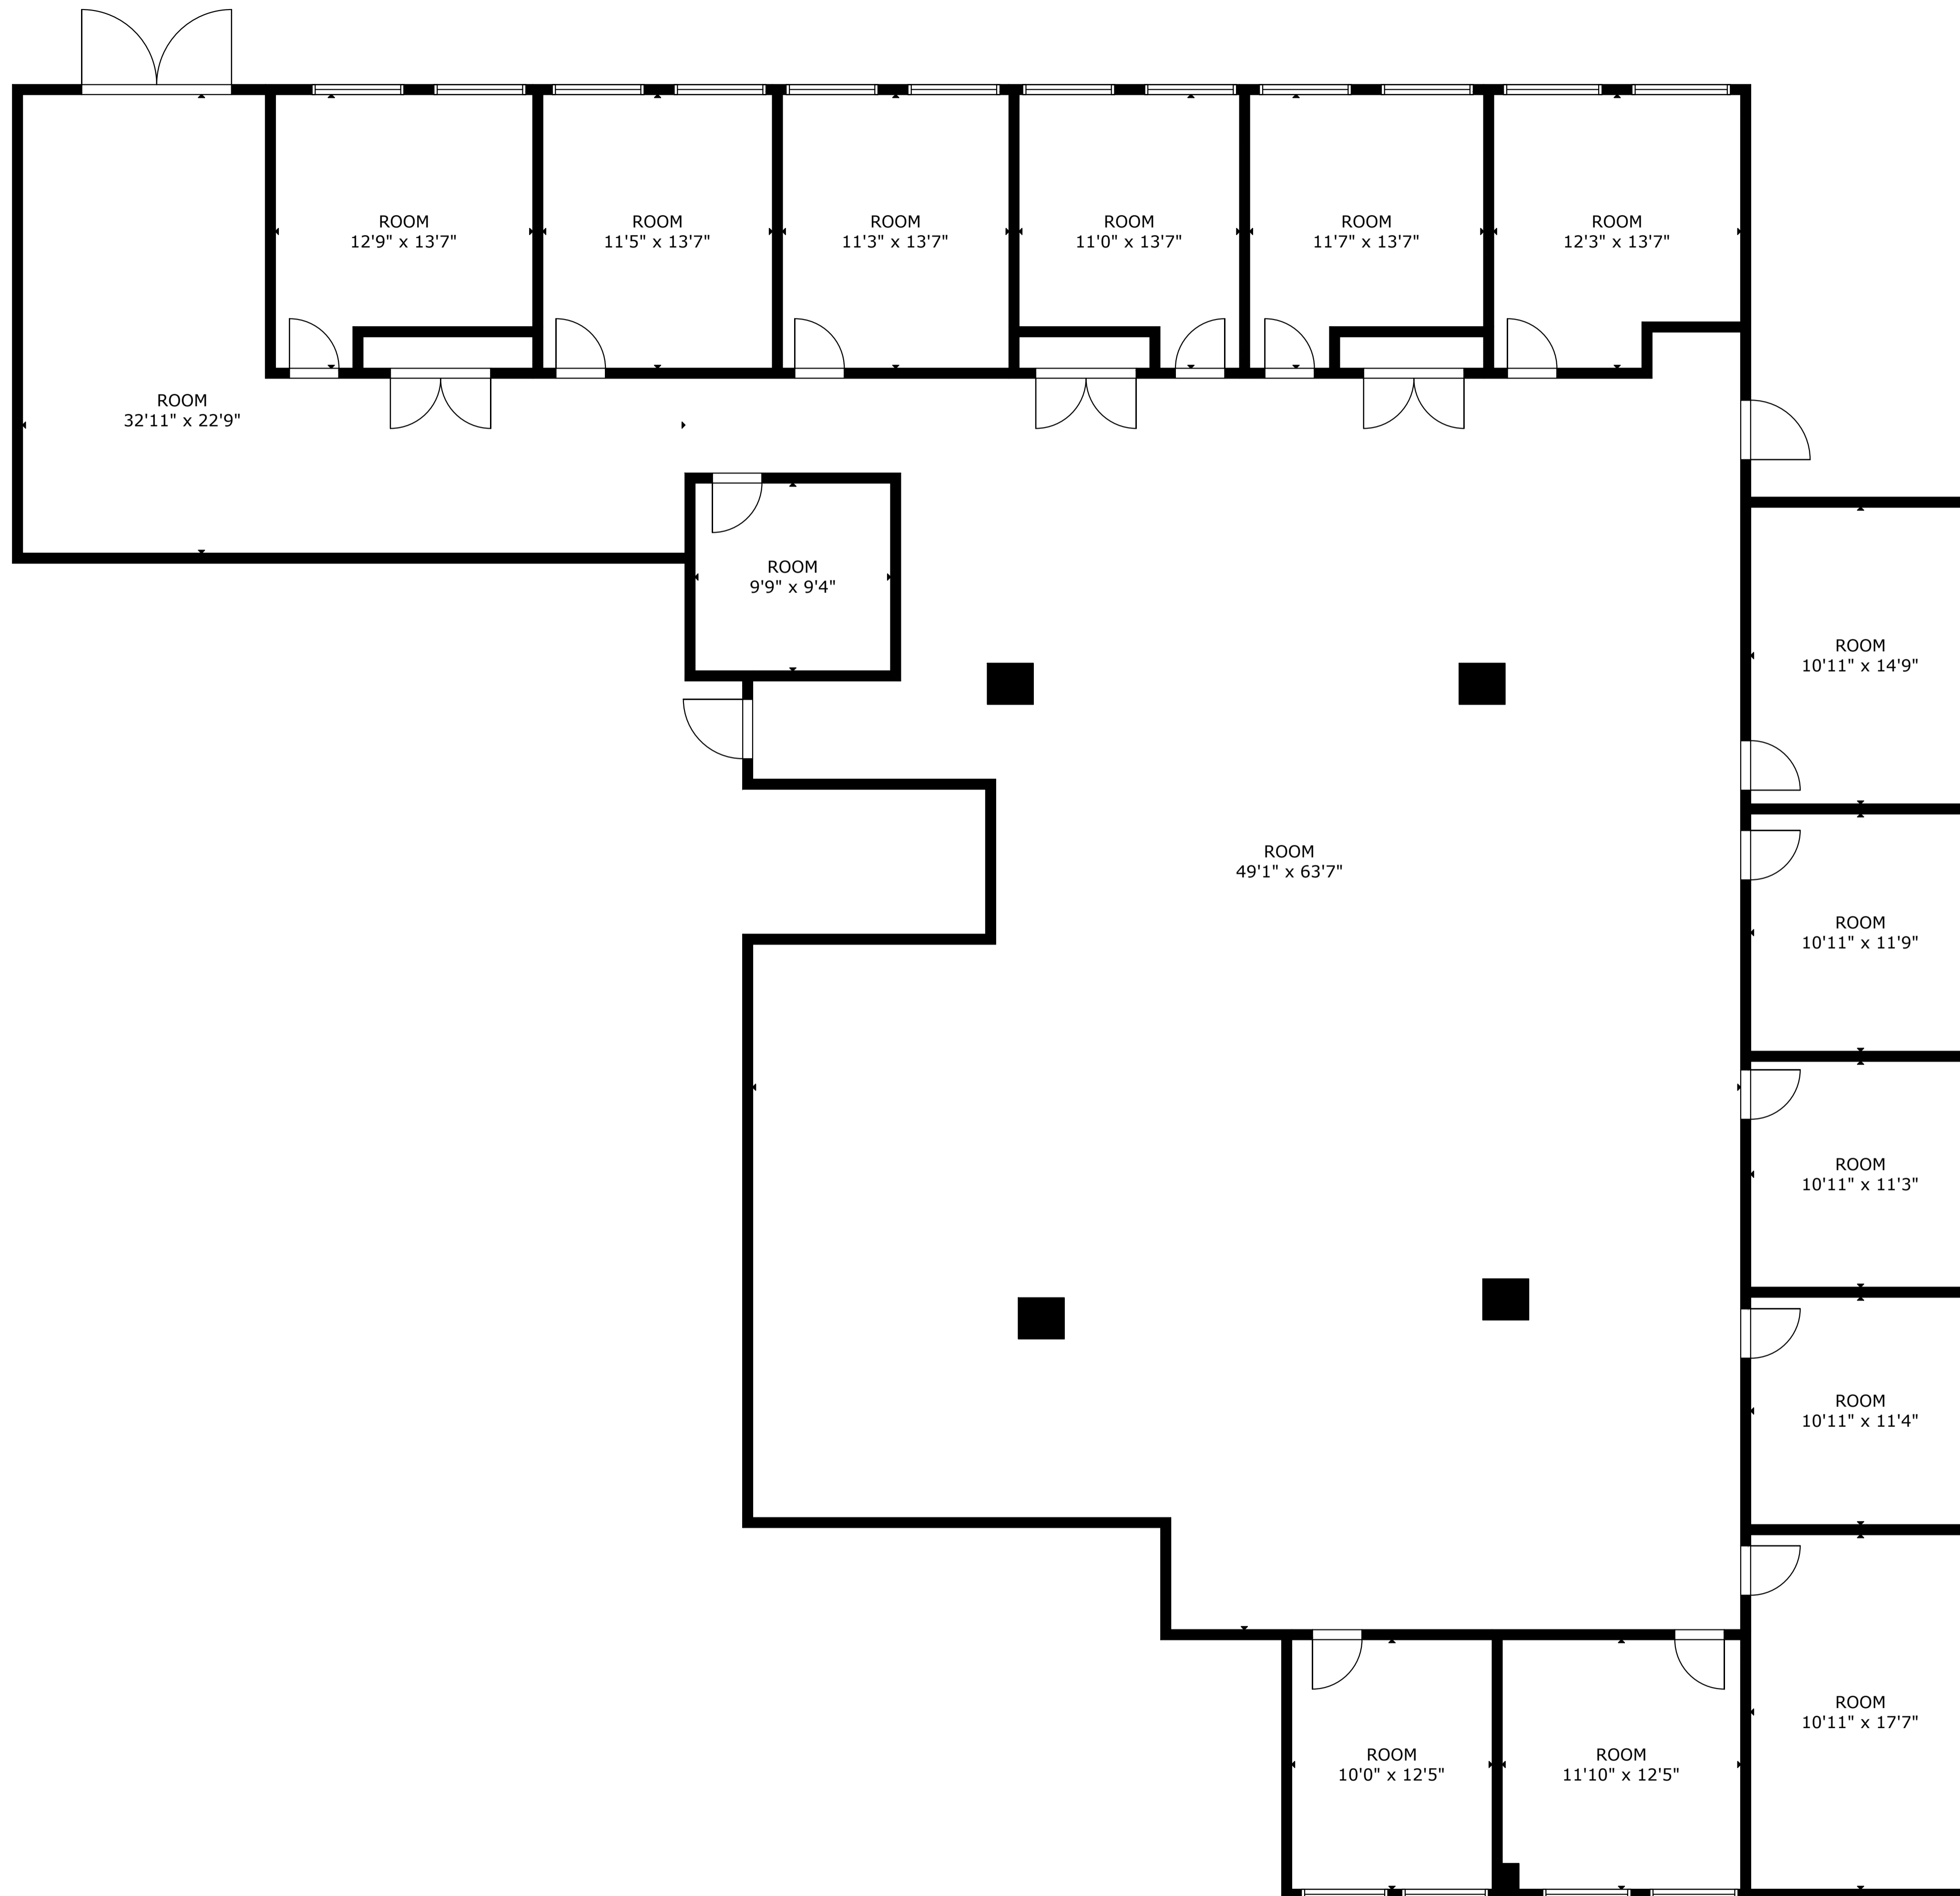 ROOM
12'9" x 13'7"
ROOM
11'5" x 13'7"
ROOM
11'3" x 13'7"
ROOM
11'0" x 13'7"
ROOM
11'7" x 13'7"
ROOM
12'3" x 13'7"
ROOM
32'11" x 22'9"
ROOM
9'9" x 9'4"
ROOM
10'11" x 14'9"
ROOM
49'1" x 63'7"
ROOM
10'11" x 11'9"
ROOM
10'11" x 11'3"
ROOM
10'11" x 11'4"
ROOM
10'11" x 17'7"
ROOM
10'0" x 12'5"
ROOM
11'10" x 12'5"